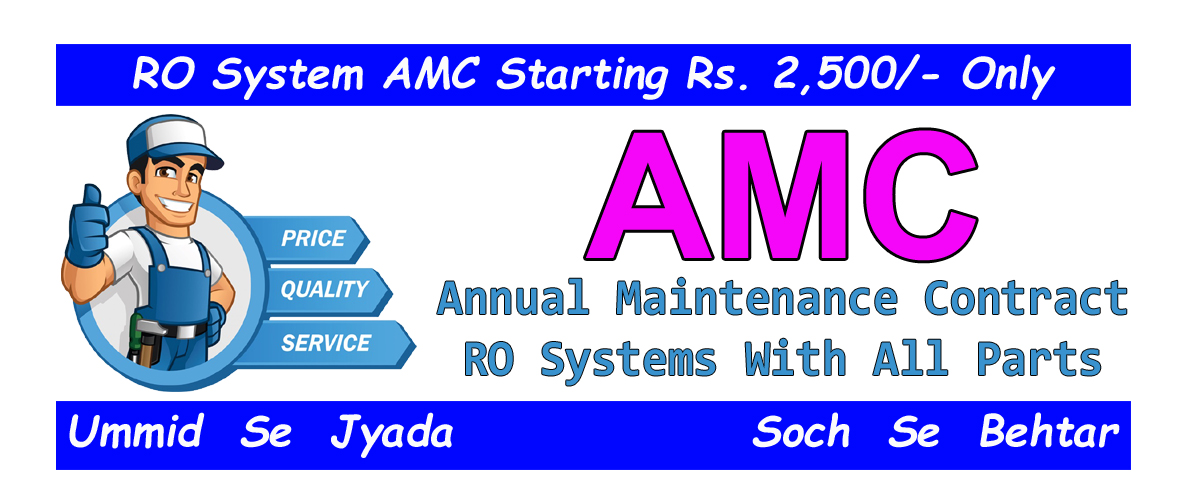 RO System AMC Starting Rs. 2,500/- Only
PRICE
QUALITY
SERVICE
AMC
Annual Maintenance Contract
RO Systems With All Parts
Ummid Se Jyada Soch Se Behtar